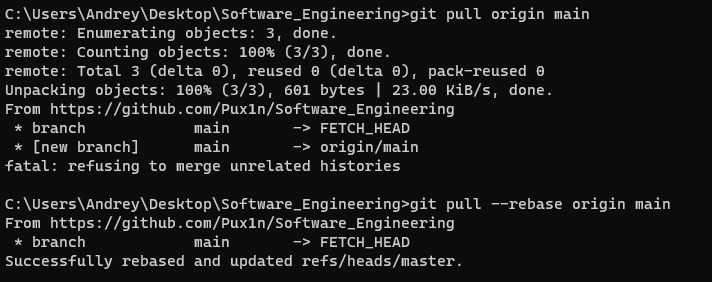 C:\Users\Andrey\Desktop\Software_Engineering>git pull origin main
remote: Enumerating objects: 3, done.
remote: Counting objects: 100% (3/3), done.
remote: Total 3 (delta 0), reused 0 (delta 0), pack-reused 0
Unpacking objects: 100% (3/3), 601 bytes | 23.00 KiB/s, done.
From https://github.com/Pux1n/Software_Engineering
 * branch            main       -> FETCH_HEAD
 * [new branch]      main       -> origin/main
fatal: refusing to merge unrelated histories

C:\Users\Andrey\Desktop\Software_Engineering>git pull --rebase origin main
From https://github.com/Pux1n/Software_Engineering
 * branch            main       -> FETCH_HEAD
Successfully rebased and updated refs/heads/master.